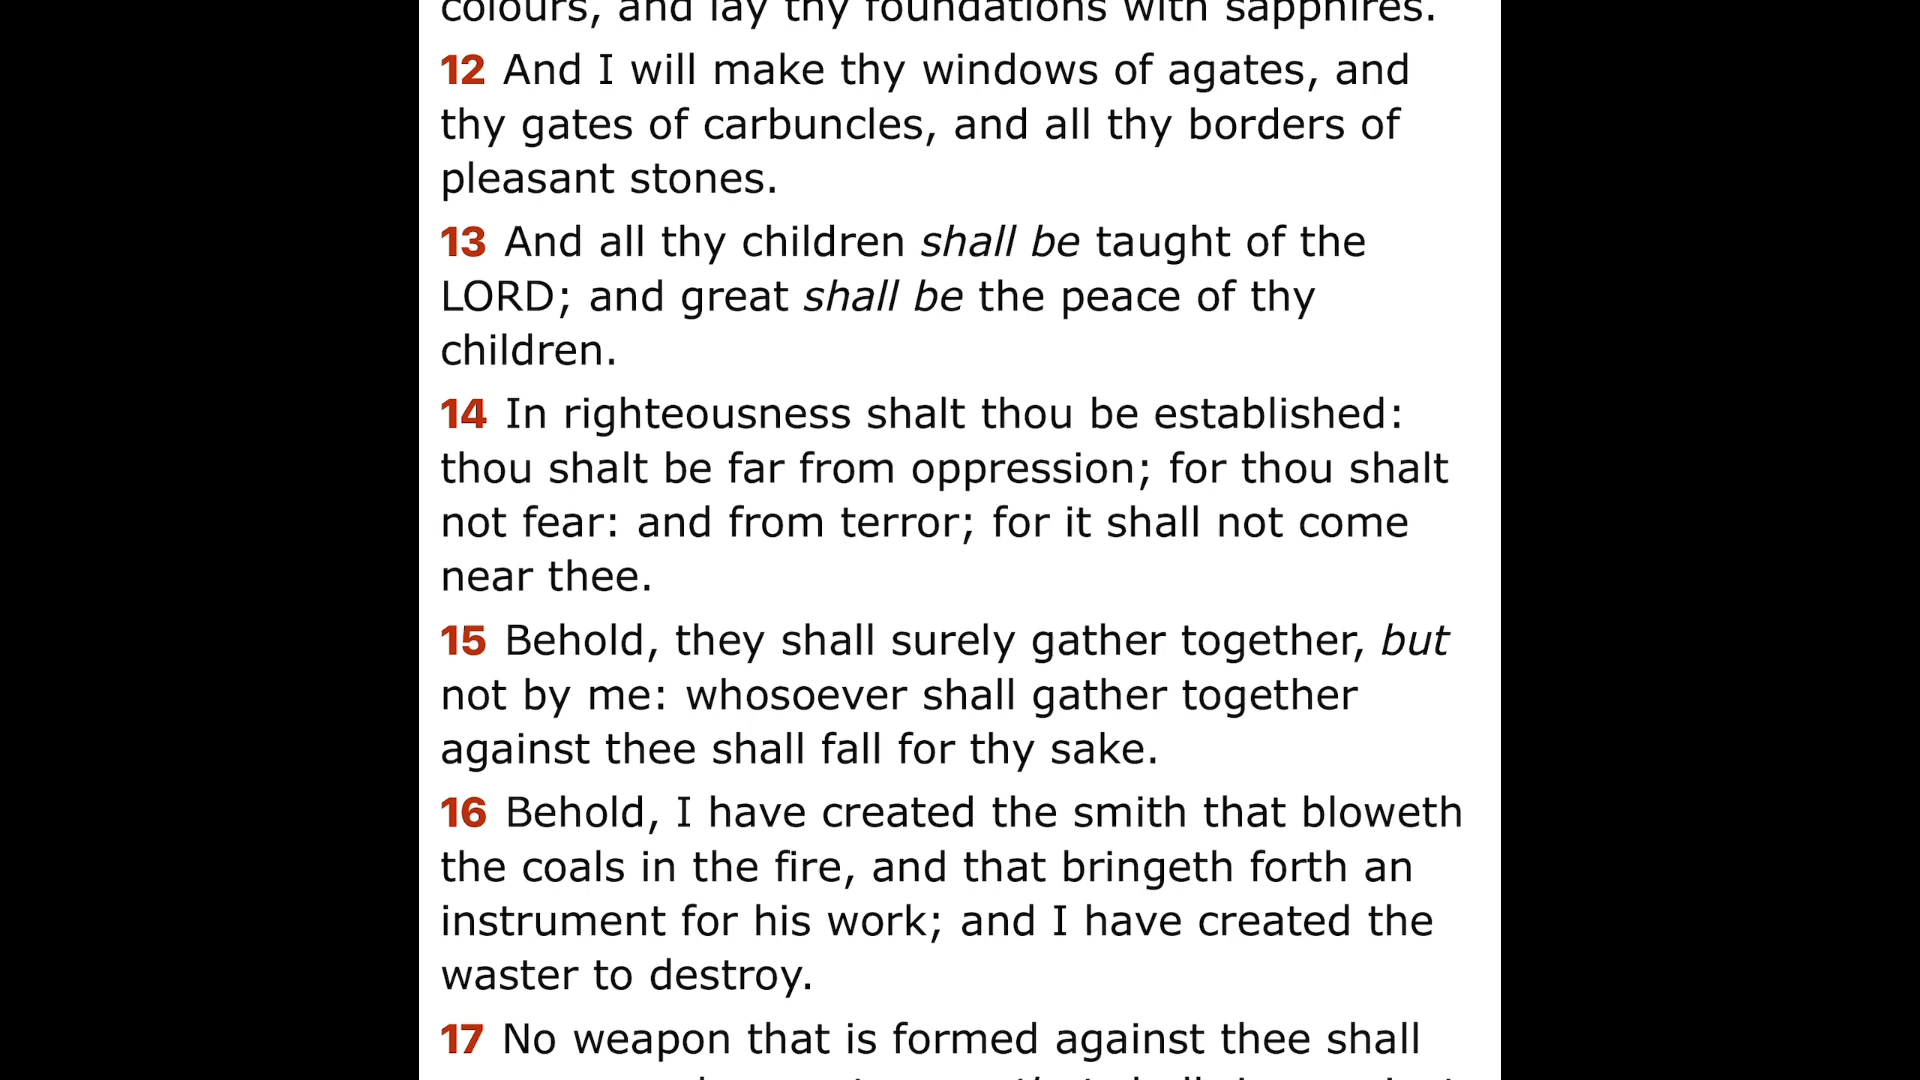 colours, and lay thy foundations with sapphires.
12 And I will make thy windows of agates, and
thy gates of carbuncles, and all thy borders of
pleasant stones.
13 And all thy children shall be taught of the
LORD; and great shall be the peace of thy
children.
14 In righteousness shalt thou be established:
thou shalt be far from oppression; for thou shalt
not fear: and from terror; for it shall not come
near thee.
15 Behold, they shall surely gather together, but
not by me: whosoever shall gather together
against thee shall fall for thy sake.
16 Behold, I have created the smith that bloweth
the coals in the fire, and that bringeth forth an
instrument for his work; and I have created the
waster to destroy.
17 No weapon that is formed against thee shall